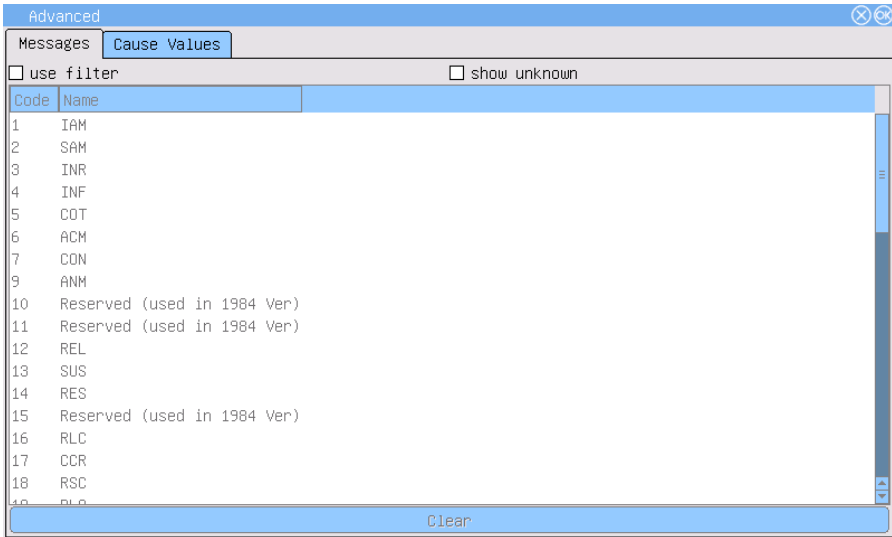 Advanced OK
Messages Cause Values
use filter show unknown
Code Name
1 IAM
2 SAM
3 INR
4 INF
5 COT
6 ACM
7 CON
9 ANM
10 Reserved (used in 1984 Ver)
11 Reserved (used in 1984 Ver)
12 REL
13 SUS
14 RES
15 Reserved (used in 1984 Ver)
16 RLC
17 CCR
18 RSC
Clear